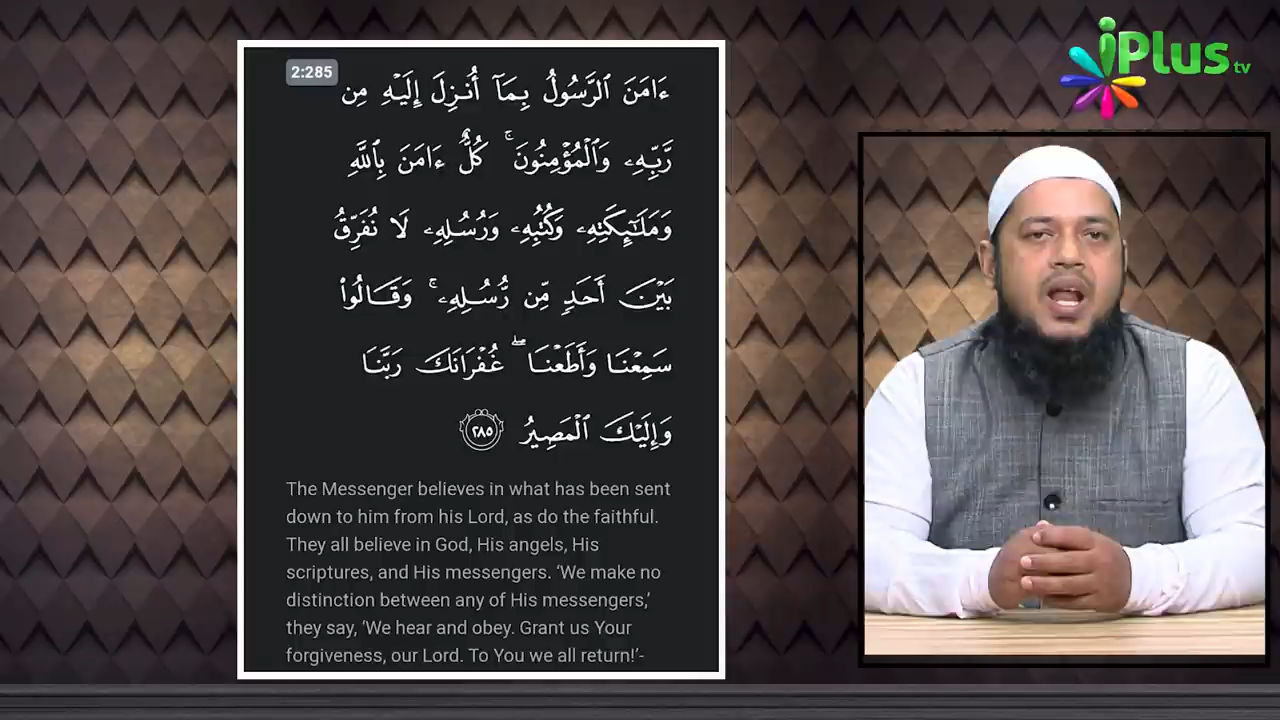 2:285
ءَامَنَ ٱلرَّسُولُ بِمَآ أُنزِلَ إِلَيْهِ مِن
رَّبِّهِۦ وَٱلْمُؤْمِنُونَ ۚ كُلٌّ ءَامَنَ بِٱللَّهِ
وَمَلَـٰٓئِكَتِهِۦ وَكُتُبِهِۦ وَرُسُلِهِۦ لَا نُفَرِّقُ
بَيْنَ أَحَدٍ مِّن رُّسُلِهِۦ ۚ وَقَالُوا۟
سَمِعْنَا وَأَطَعْنَا ۖ غُفْرَانَكَ رَبَّنَا
وَإِلَيْكَ ٱلْمَصِيرُ ٢٨٥
The Messenger believes in what has been sent
down to him from his Lord, as do the faithful.
They all believe in God, His angels, His
scriptures, and His messengers. ‘We make no
distinction between any of His messengers,’
they say, ‘We hear and obey. Grant us Your
forgiveness, our Lord. To You we all return!’-
iPlus tv